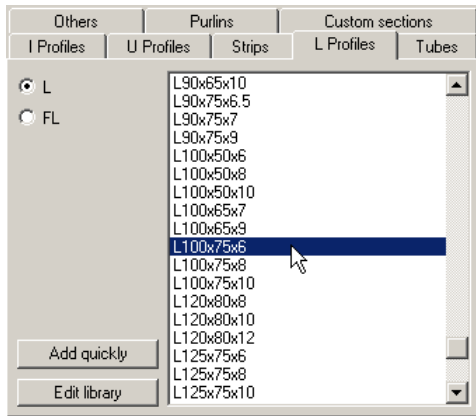 Others Purlins Custom sections
I Profiles U Profiles Strips L Profiles Tubes
L
FL
L90x65x10
L90x75x6.5
L90x75x7
L90x75x9
L100x50x6
L100x50x8
L100x50x10
L100x65x7
L100x65x9
L100x75x6
L100x75x8
L100x75x10
L120x80x8
L120x80x10
L120x80x12
L125x75x6
L125x75x8
L125x75x10
Add quickly
Edit library